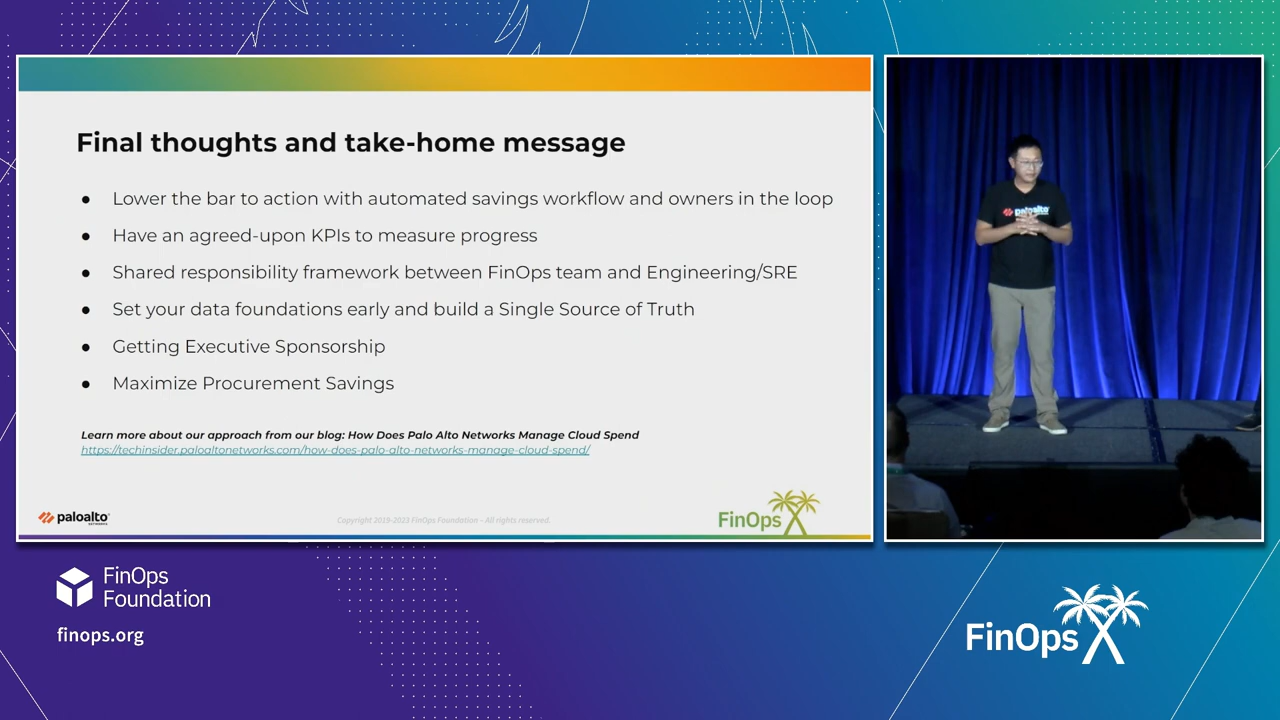 Final thoughts and take-home message
● Lower the bar to action with automated savings workflow and owners in the loop
● Have an agreed-upon KPIs to measure progress
● Shared responsibility framework between FinOps team and Engineering/SRE
● Set your data foundations early and build a Single Source of Truth
● Getting Executive Sponsorship
● Maximize Procurement Savings
Learn more about our approach from our blog: How Does Palo Alto Networks Manage Cloud Spend
https://techinsider.paloaltonetworks.com/how-does-palo-alto-networks-manage-cloud-spend/
paloalto
NETWORKS
Copyright 2019-2023 FinOps Foundation – All rights reserved.
FinOps X
paloalto
FinOps
Foundation
finops.org
FinOps X